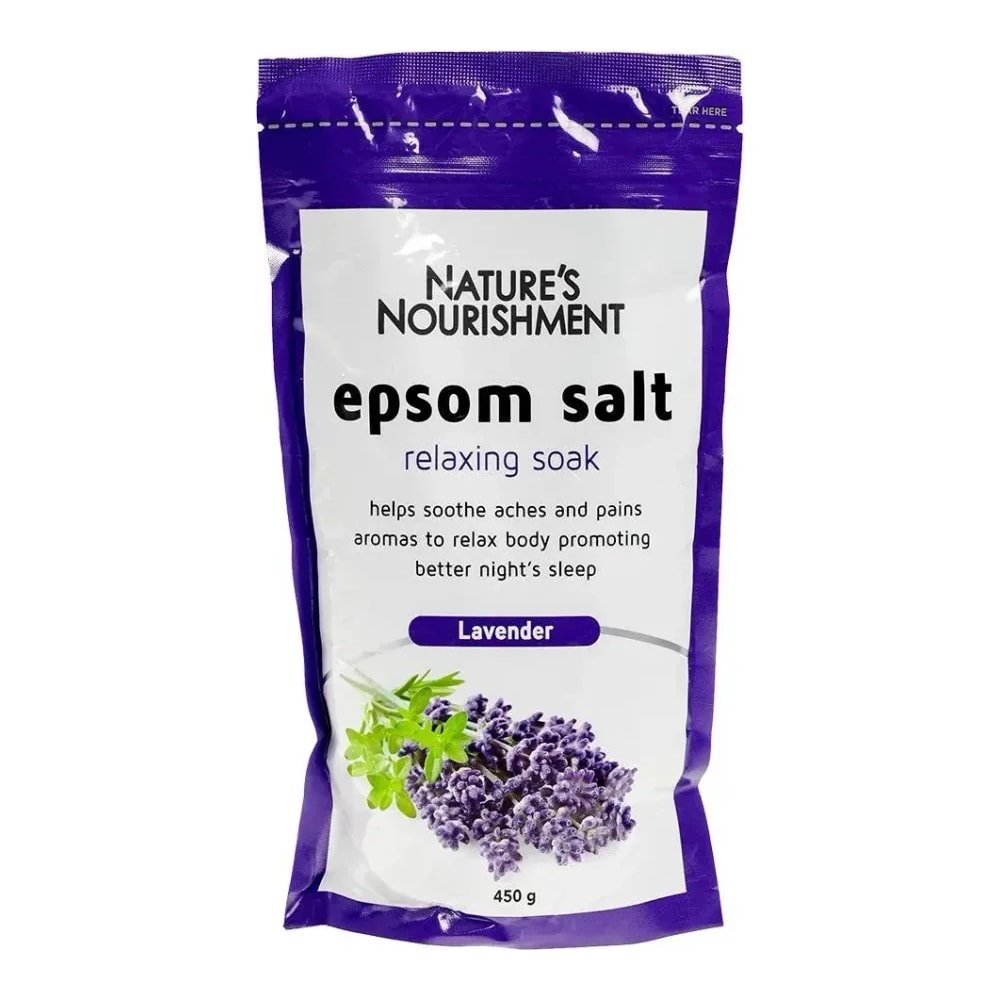 TEAR HERE
NATURE'S
NOURISHMENT
epsom salt
relaxing soak
helps soothe aches and pains
aromas to relax body promoting
better night's sleep
Lavender
450 g